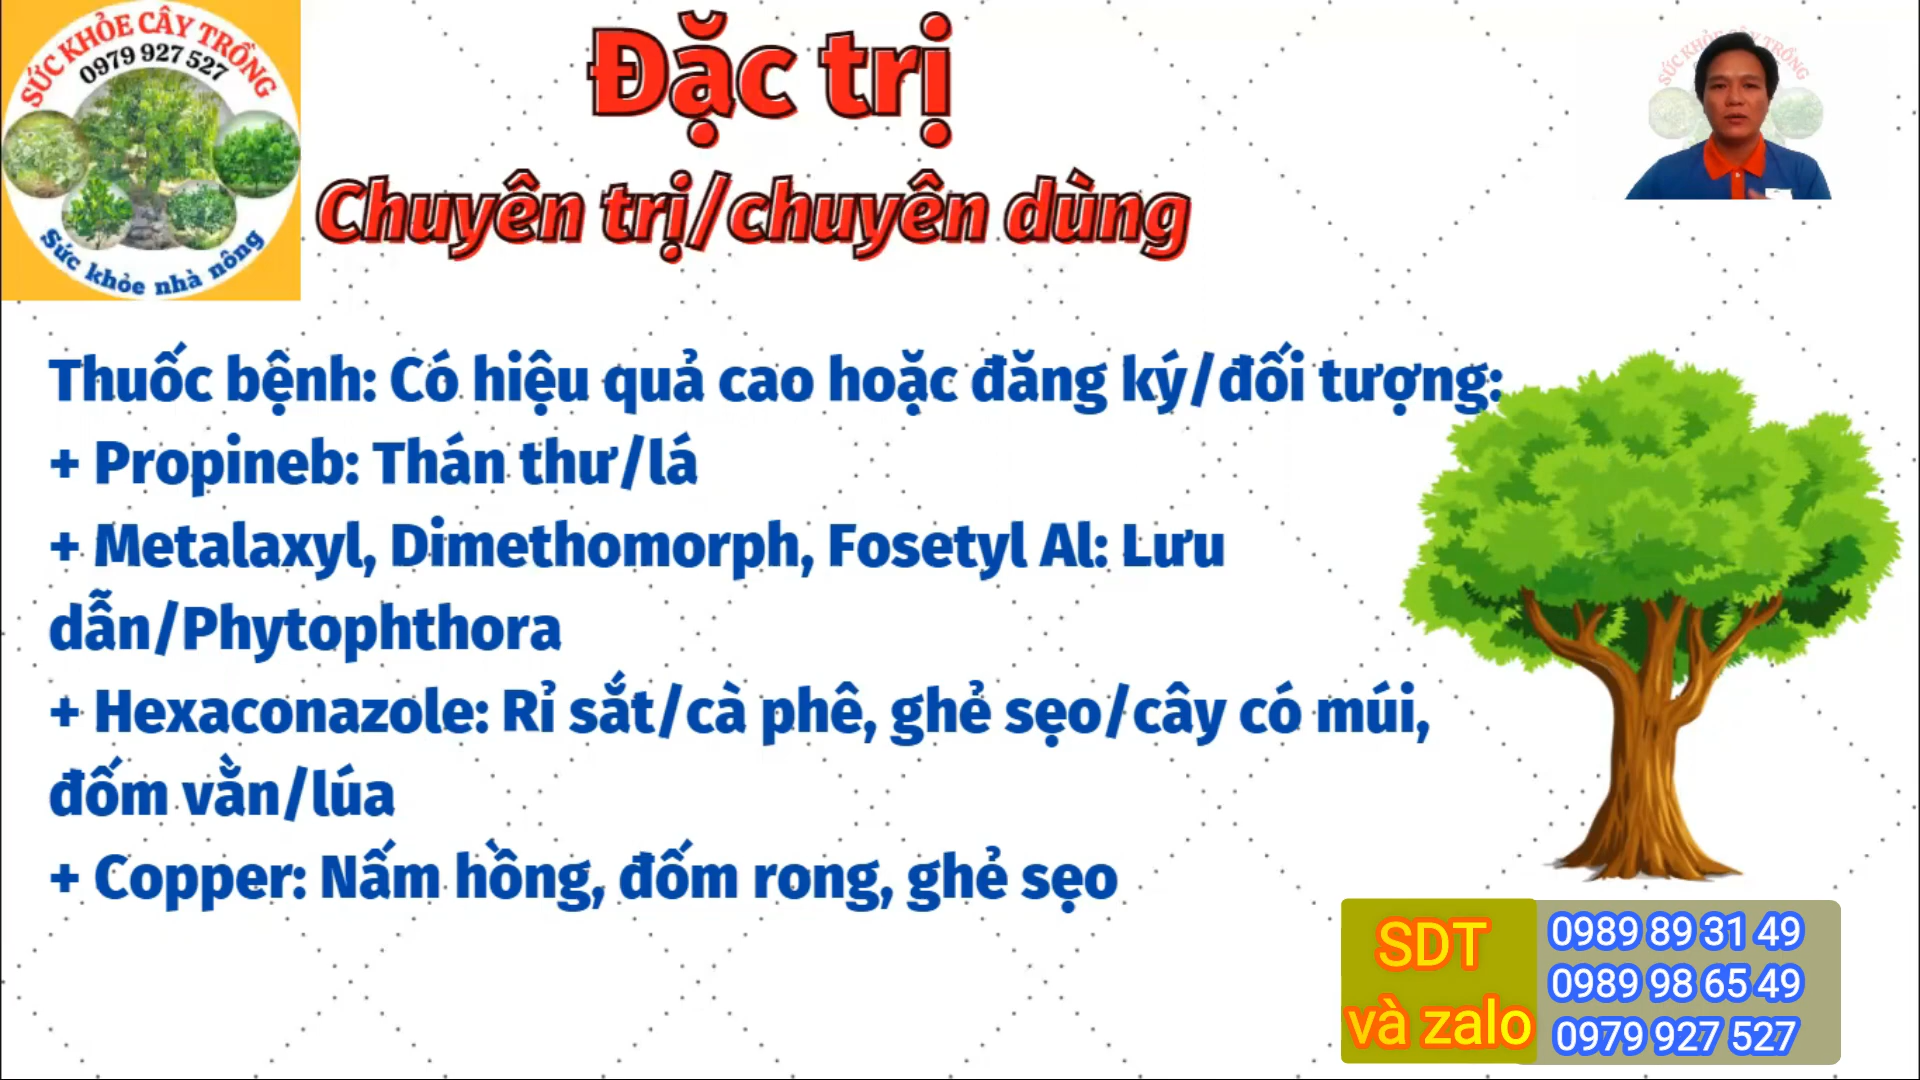 SỨC KHỎE CÂY TRỒNG
0979 927 527
Sức khỏe nhà nông
Đặc trị
Chuyên trị/chuyên dùng
Thuốc bệnh: Có hiệu quả cao hoặc đăng ký/đối tượng:
+ Propineb: Thán thư/lá
+ Metalaxyl, Dimethomorph, Fosetyl Al: Lưu
dẫn/Phytophthora
+ Hexaconazole: Rỉ sắt/cà phê, ghẻ sẹo/cây có múi,
đốm vằn/lúa
+ Copper: Nấm hồng, đốm rong, ghẻ sẹo
SDT
và zalo
0989 89 31 49
0989 98 65 49
0979 927 527